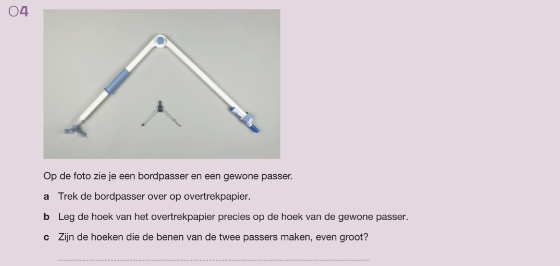 04
Op de foto zie je een bordpasser en een gewone passer.
a Trek de bordpasser over op overtrekpapier.
b Leg de hoek van het overtrekpapier precies op de hoek van de gewone passer.
c Zijn de hoeken die de benen van de twee passers maken, even groot?